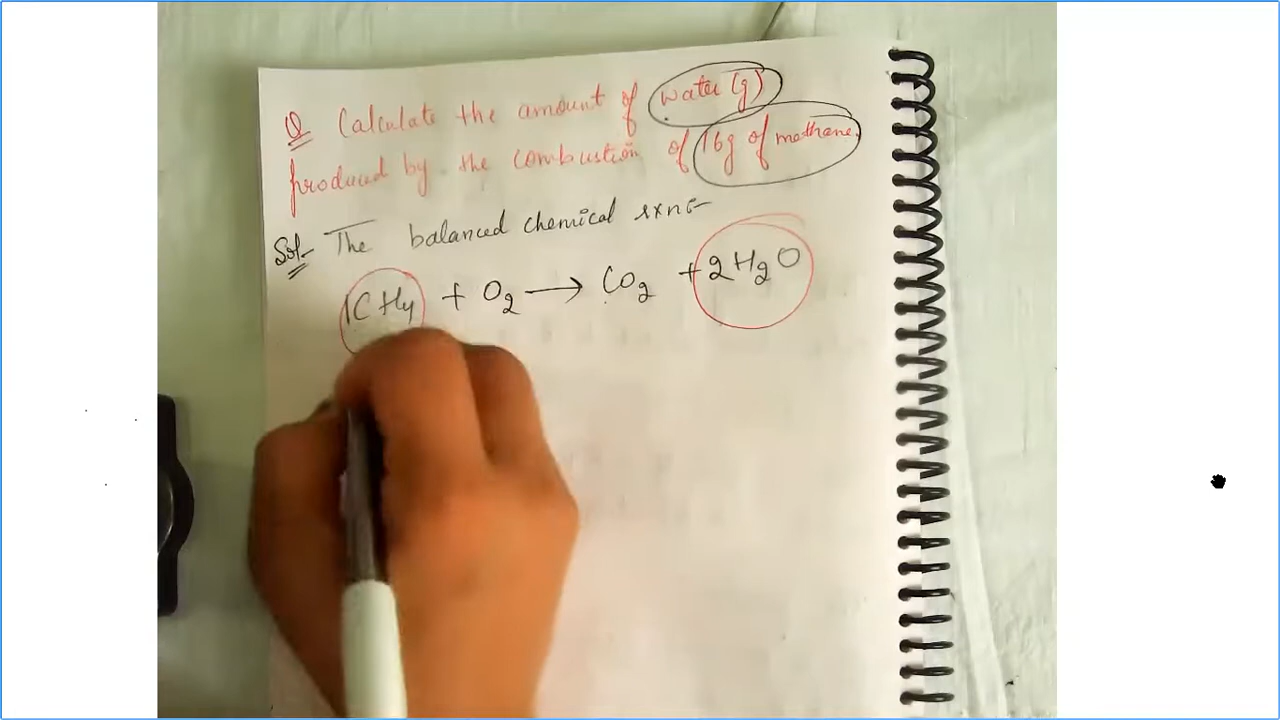 Q Calculate the amount of water (g)
produced by the combustion of 16g of methane.
Sol:- The balanced chemical rxn:-
1CH4 + O2 → CO2 + 2H2O